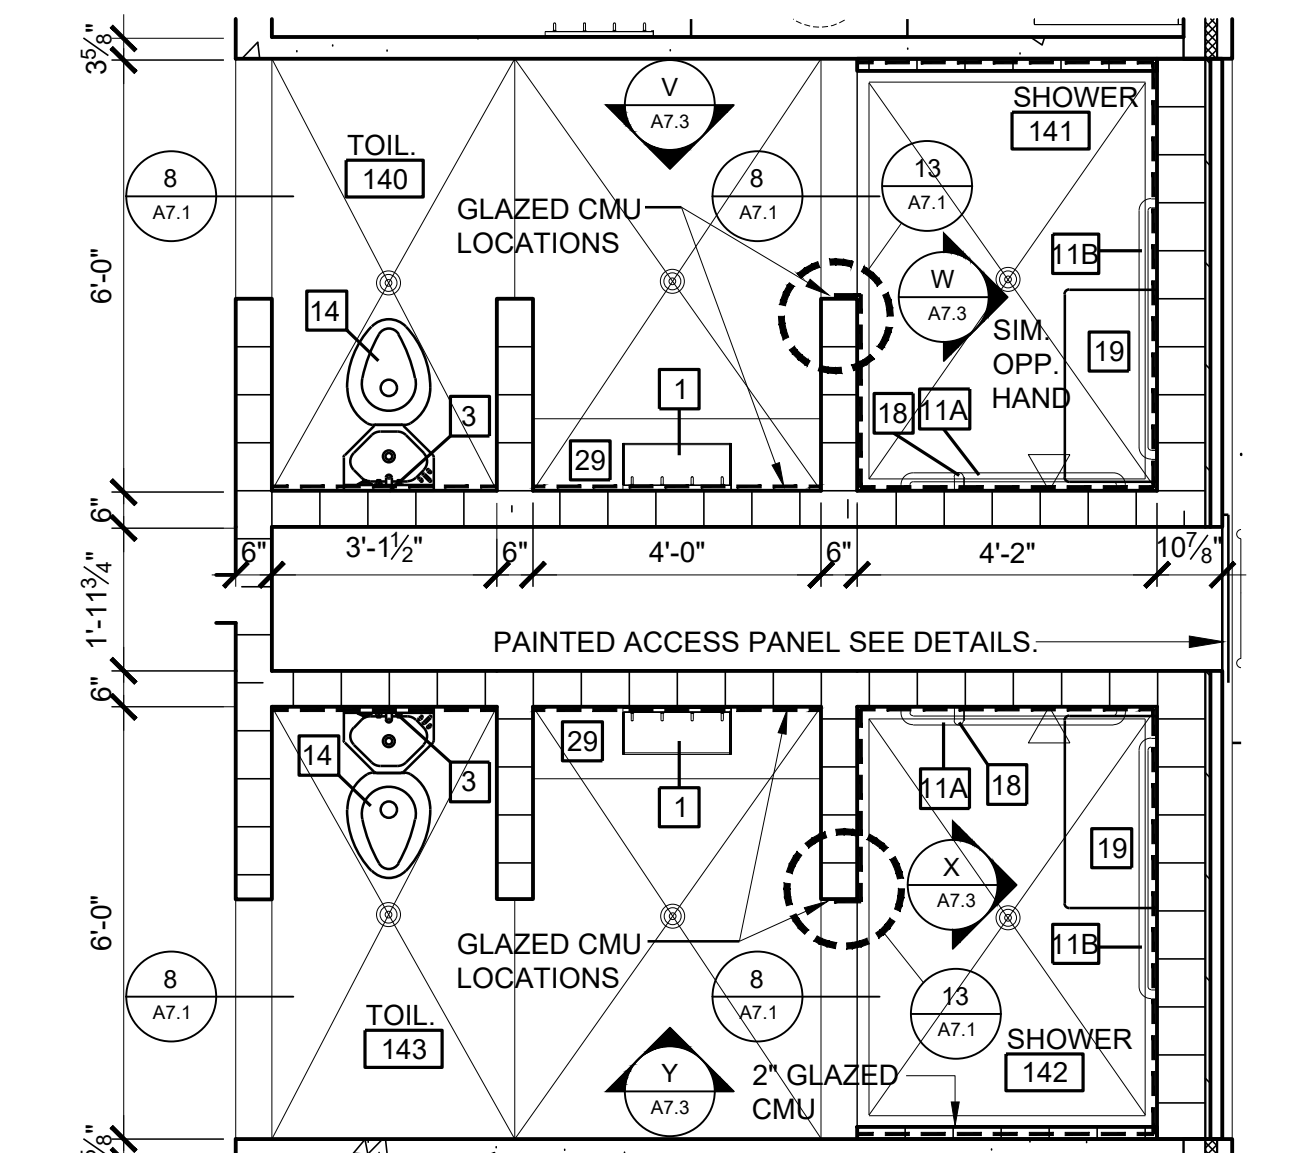 3⅝"
V
A7.3
SHOWER
141
TOIL.
140
8
A7.1
8
A7.1
13
A7.1
GLAZED CMU
LOCATIONS
11B
6'-0"
W
A7.3
14
SIM.
OPP.
HAND
19
1
3
18
11A
29
6"
6"
3'-1½"
6"
4'-0"
6"
4'-2"
10⅞"
1'-11¾"
PAINTED ACCESS PANEL SEE DETAILS.
6"
29
14
3
1
11A
18
19
X
A7.3
6'-0"
GLAZED CMU
LOCATIONS
11B
8
A7.1
8
A7.1
13
A7.1
TOIL.
143
SHOWER
142
Y
A7.3
2" GLAZED
CMU